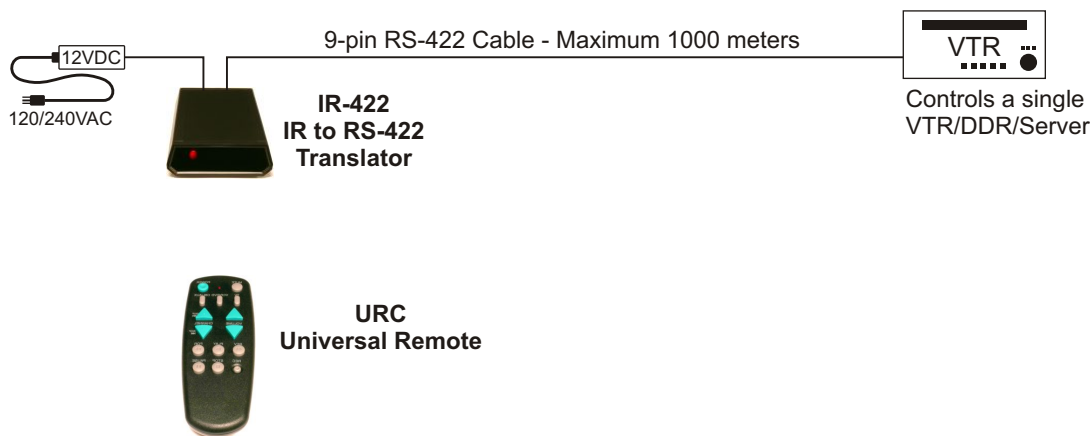 9-pin RS-422 Cable - Maximum 1000 meters
12VDC
120/240VAC
VTR
Controls a single
VTR/DDR/Server
IR-422
IR to RS-422
Translator
URC
Universal Remote